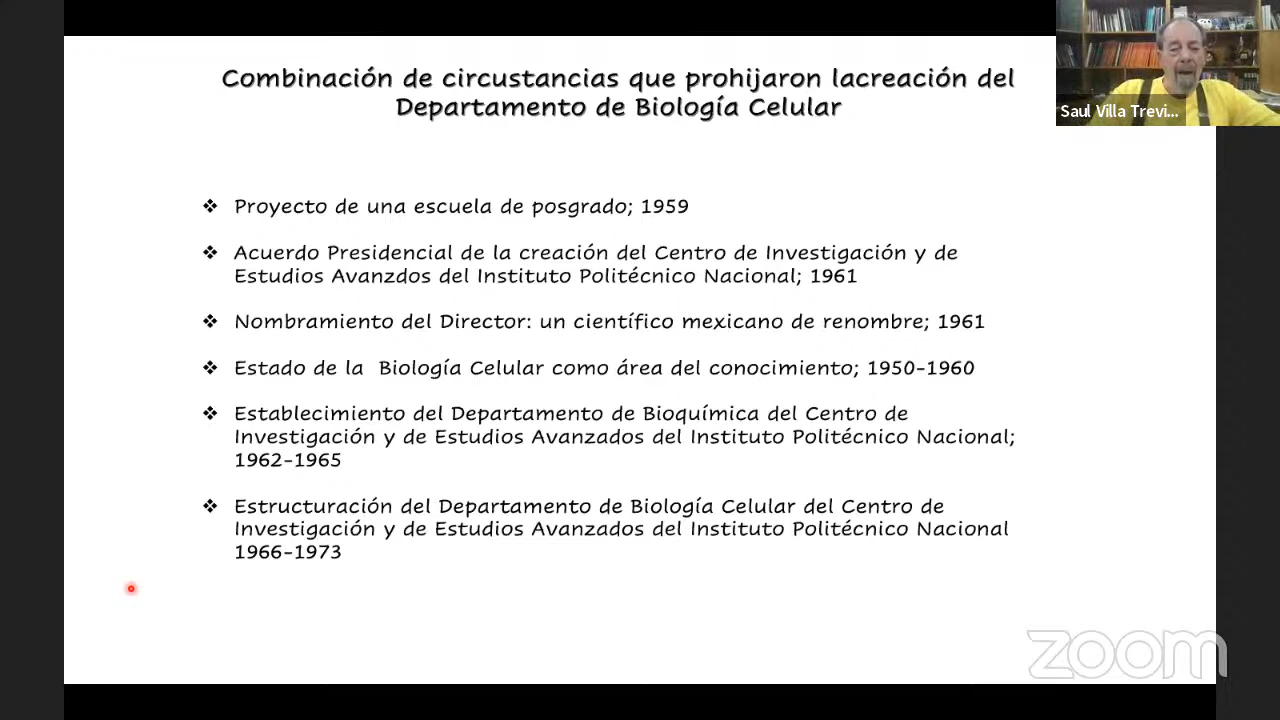 Combinación de circustancias que prohijaron lacreación del
Departamento de Biología Celular
Saul Villa Trevi...
❖ Proyecto de una escuela de posgrado; 1959
❖ Acuerdo Presidencial de la creación del Centro de Investigación y de
Estudios Avanzdos del Instituto Politécnico Nacional; 1961
❖ Nombramiento del Director: un científico mexicano de renombre; 1961
❖ Estado de la  Biología Celular como área del conocimiento; 1950-1960
❖ Establecimiento del Departamento de Bioquímica del Centro de
Investigación y de Estudios Avanzados del Instituto Politécnico Nacional;
1962-1965
❖ Estructuración del Departamento de Biología Celular del Centro de
Investigación y de Estudios Avanzados del Instituto Politécnico Nacional
1966-1973
zoom